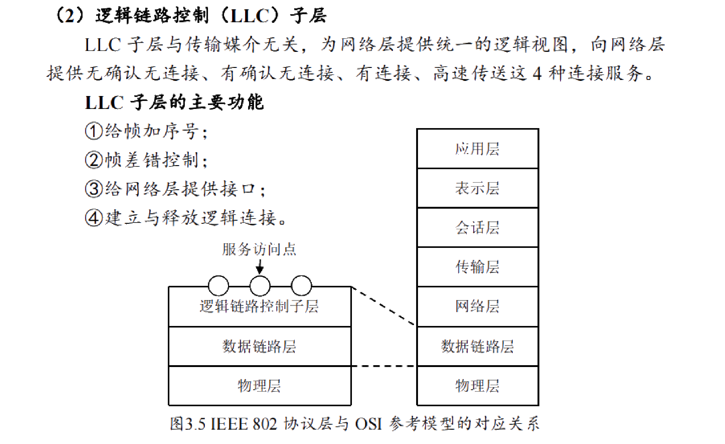 （2）逻辑链路控制（LLC）子层
LLC 子层与传输媒介无关，为网络层提供统一的逻辑视图，向网络层
提供无确认无连接、有确认无连接、有连接、高速传送这 4 种连接服务。
LLC 子层的主要功能
①给帧加序号；
②帧差错控制；
③给网络层提供接口；
④建立与释放逻辑连接。
服务访问点
逻辑链路控制子层
数据链路层
物理层
应用层
表示层
会话层
传输层
网络层
数据链路层
物理层
图3.5 IEEE 802 协议层与 OSI 参考模型的对应关系